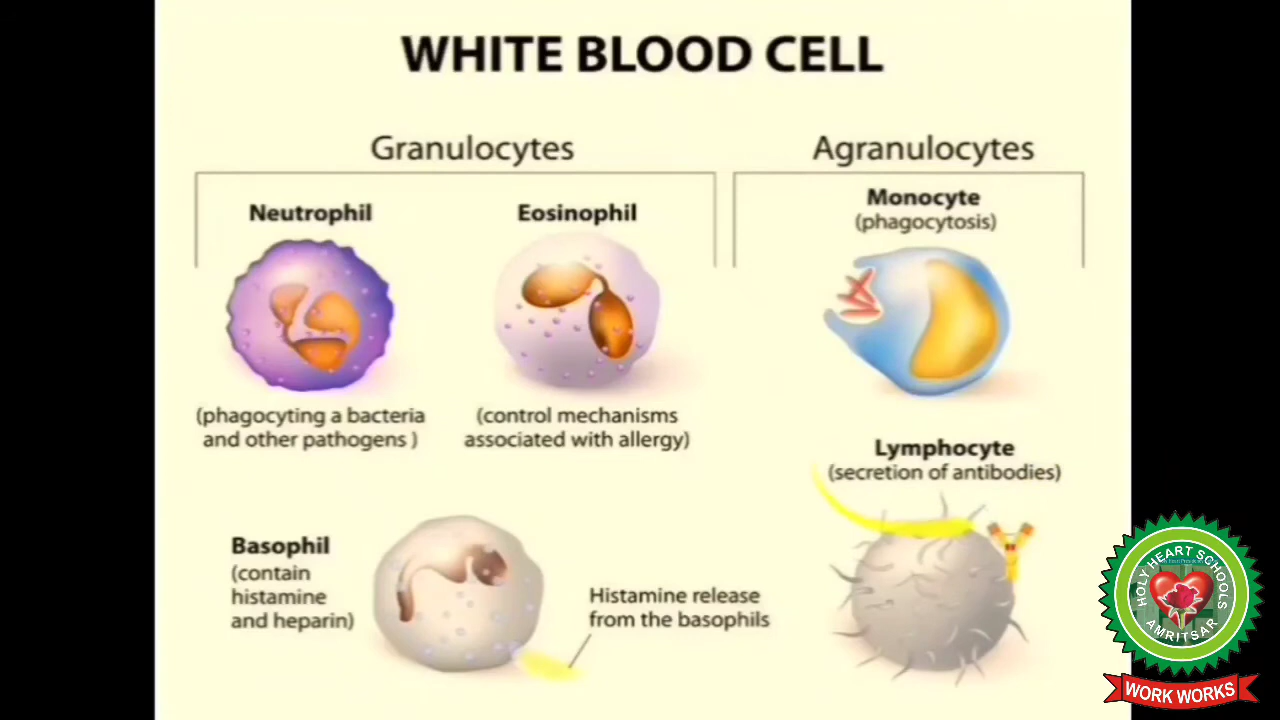 WHITE BLOOD CELL
Granulocytes
Neutrophil
(phagocyting a bacteria
and other pathogens )
Eosinophil
(control mechanisms
associated with allergy)
Basophil
(contain
histamine
and heparin)
Histamine release
from the basophils
Agranulocytes
Monocyte
(phagocytosis)
Lymphocyte
(secretion of antibodies)
HOLY HEART SCHOOLS
AMRITSAR
WORK WORKS